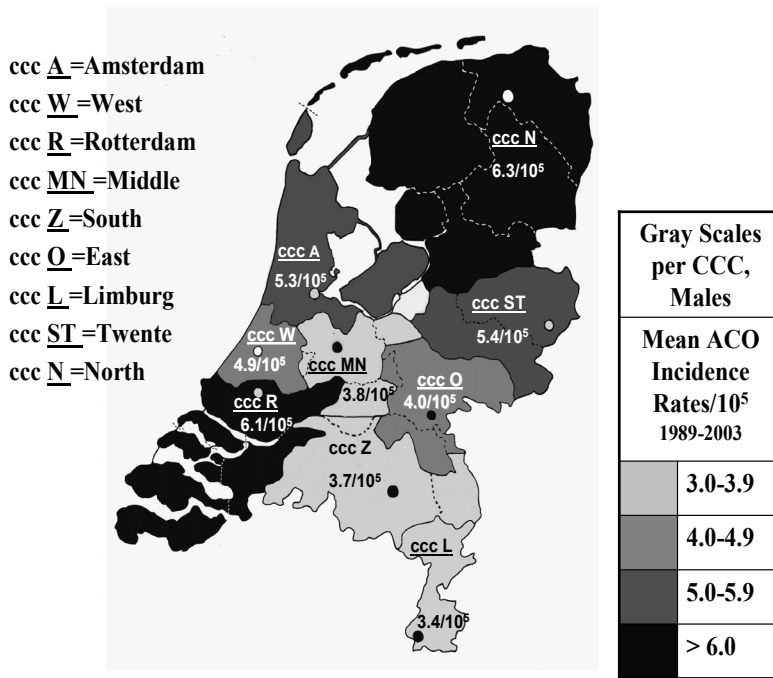 ccc A =Amsterdam
ccc W =West
ccc R =Rotterdam
ccc MN =Middle
ccc Z =South
ccc O =East
ccc L =Limburg
ccc ST =Twente
ccc N =North
ccc N
6.3/10⁵
ccc A
5.3/10⁵
ccc ST
5.4/10⁵
ccc W
4.9/10⁵
ccc MN
3.8/10⁵
ccc O
4.0/10⁵
ccc R
6.1/10⁵
ccc Z
3.7/10⁵
ccc L
3.4/10⁵
Gray Scales
per CCC,
Males
Mean ACO
Incidence
Rates/10⁵
1989-2003
3.0-3.9
4.0-4.9
5.0-5.9
> 6.0